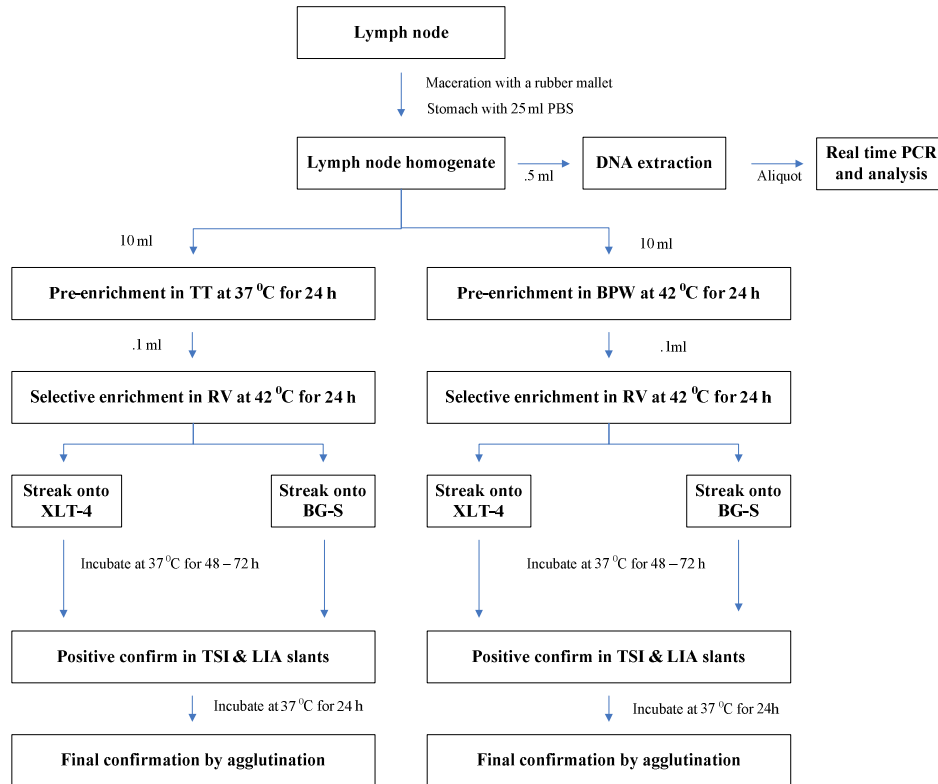 Lymph node
Maceration with a rubber mallet
Stomach with 25 ml PBS
Lymph node homogenate
.5 ml
DNA extraction
Aliquot
Real time PCR
and analysis
10 ml
10 ml
Pre-enrichment in TT at 37 ⁰C for 24 h
Pre-enrichment in BPW at 42 ⁰C for 24 h
.1 ml
.1ml
Selective enrichment in RV at 42 ⁰C for 24 h
Selective enrichment in RV at 42 ⁰C for 24 h
Streak onto
XLT-4
Streak onto
BG-S
Streak onto
XLT-4
Streak onto
BG-S
Incubate at 37 ⁰C for 48 – 72 h
Incubate at 37 ⁰C for 48 – 72 h
Positive confirm in TSI & LIA slants
Positive confirm in TSI & LIA slants
Incubate at 37 ⁰C for 24 h
Incubate at 37 ⁰C for 24h
Final confirmation by agglutination
Final confirmation by agglutination